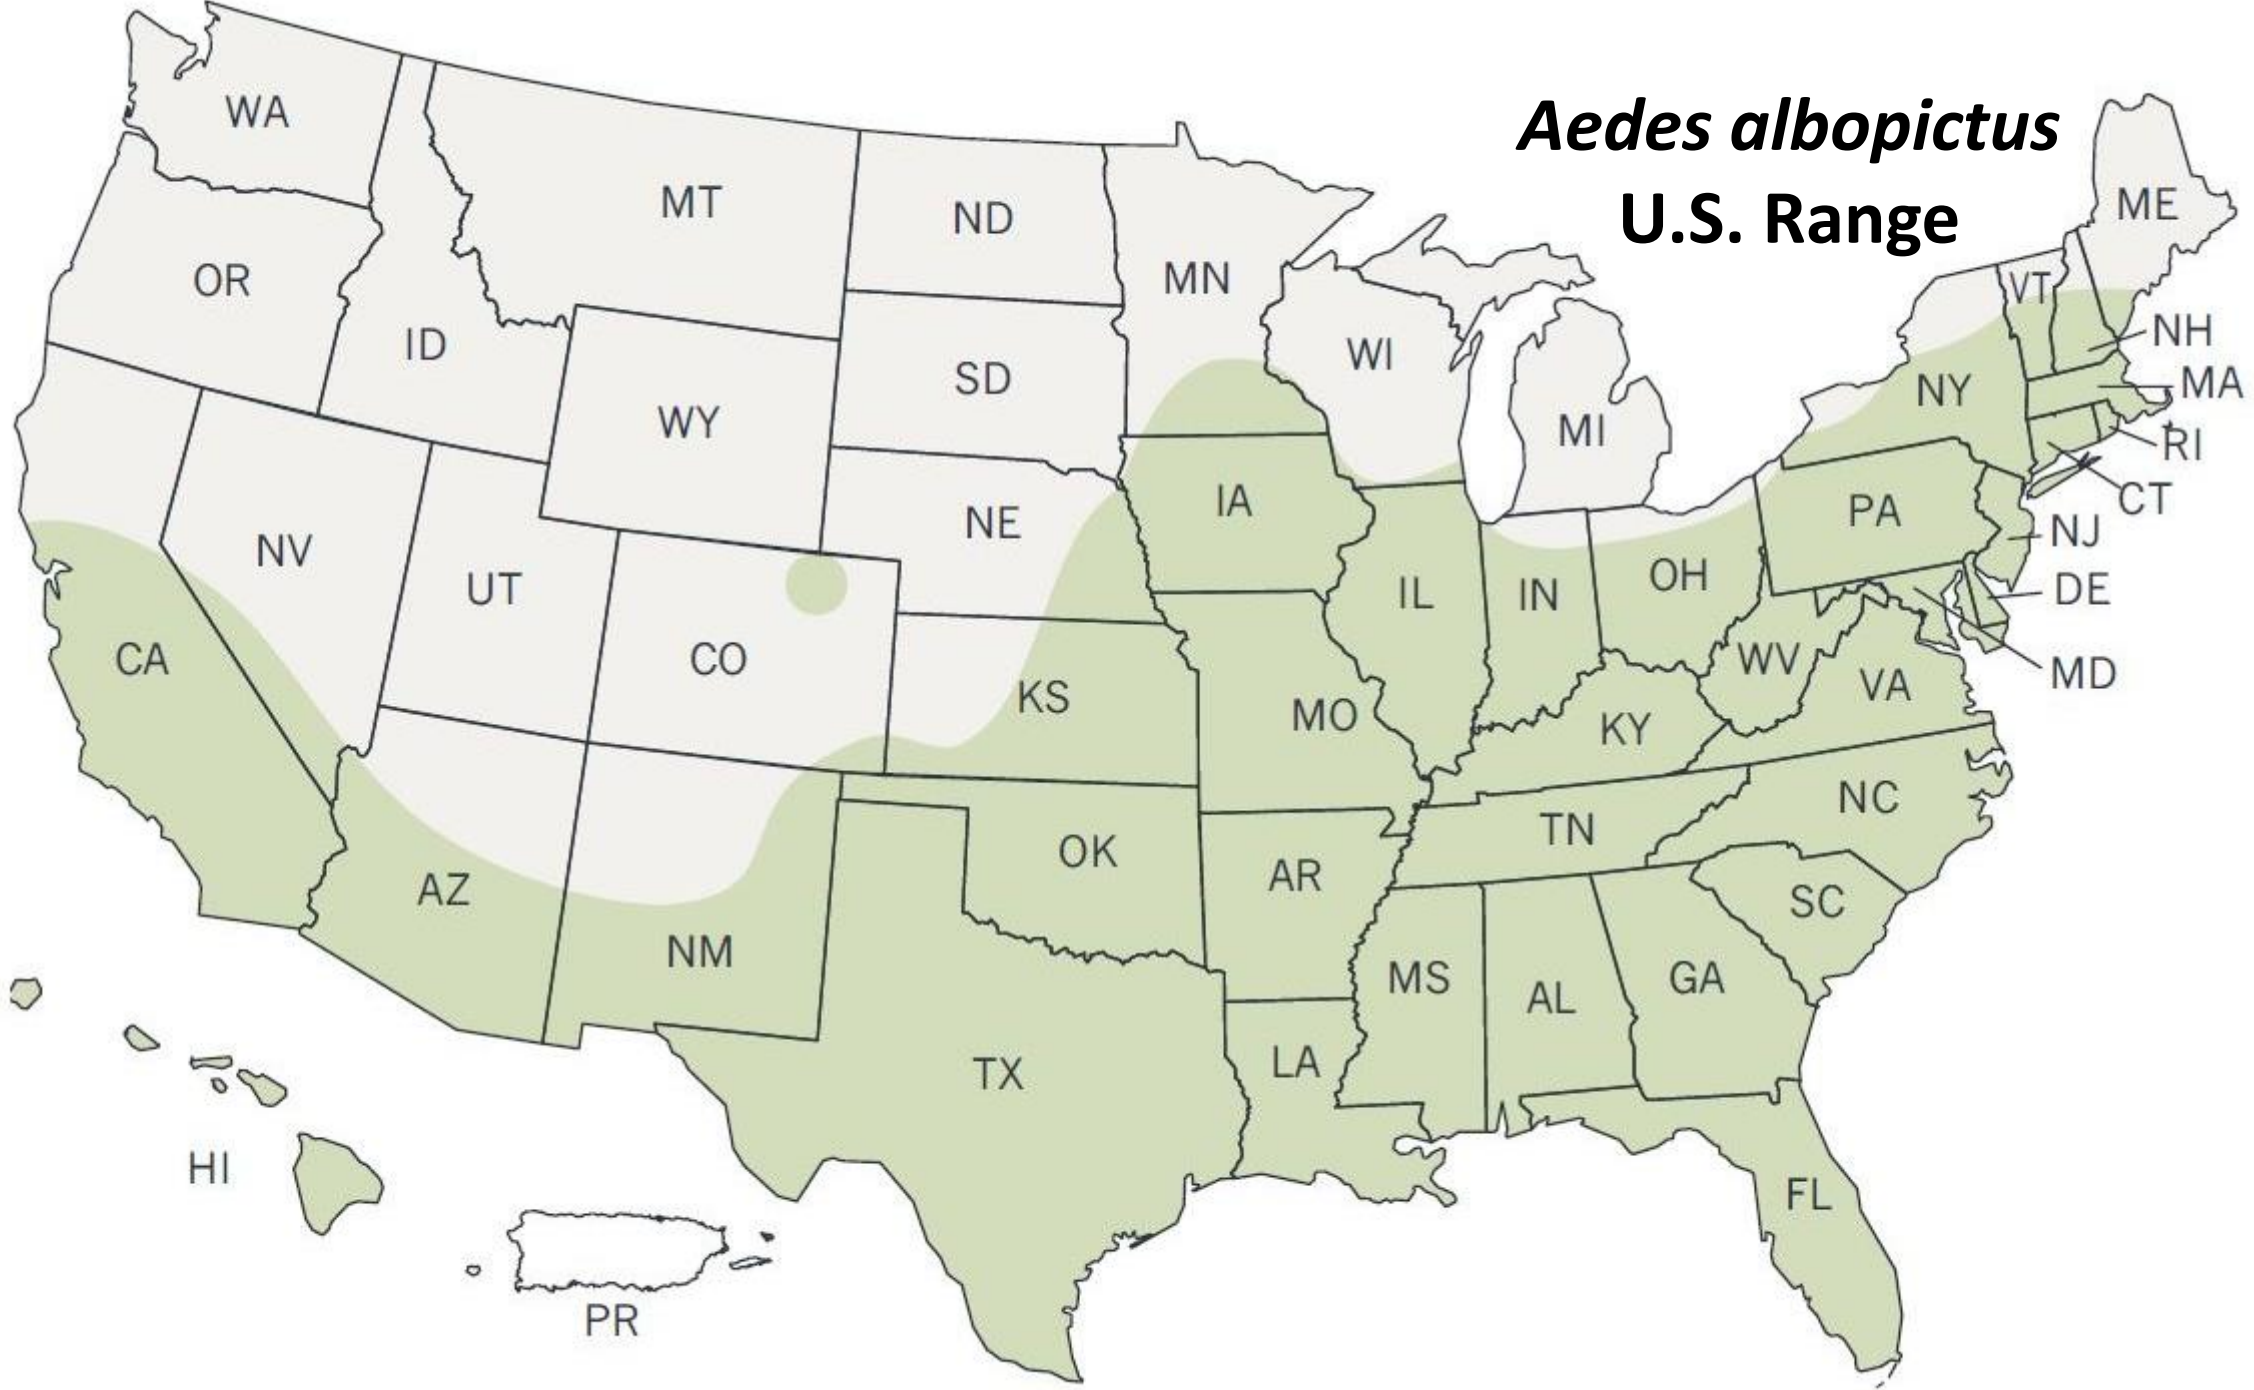 Aedes albopictus
U.S. Range
WA
MT
ND
MN
ME
OR
ID
WY
SD
WI
MI
VT
NH
NY
MA
RI
CT
NV
UT
CO
NE
IA
IL
IN
OH
PA
NJ
DE
MD
CA
KS
MO
KY
WV
VA
AZ
NM
OK
AR
TN
NC
SC
TX
LA
MS
AL
GA
FL
HI
PR